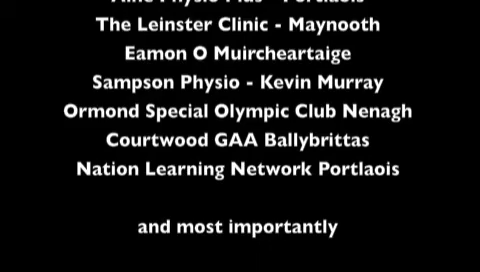 The Leinster Clinic - Maynooth
Eamon O Muircheartaige
Sampson Physio - Kevin Murray
Ormond Special Olympic Club Nenagh
Courtwood GAA Ballybrittas
Nation Learning Network Portlaois

and most importantly